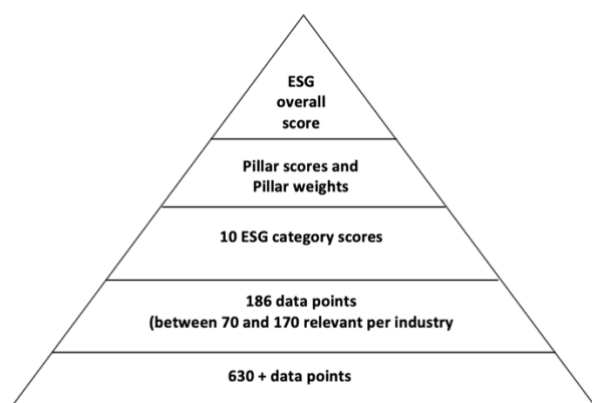 ESG
overall
score
Pillar scores and
Pillar weights
10 ESG category scores
186 data points
(between 70 and 170 relevant per industry
630 + data points